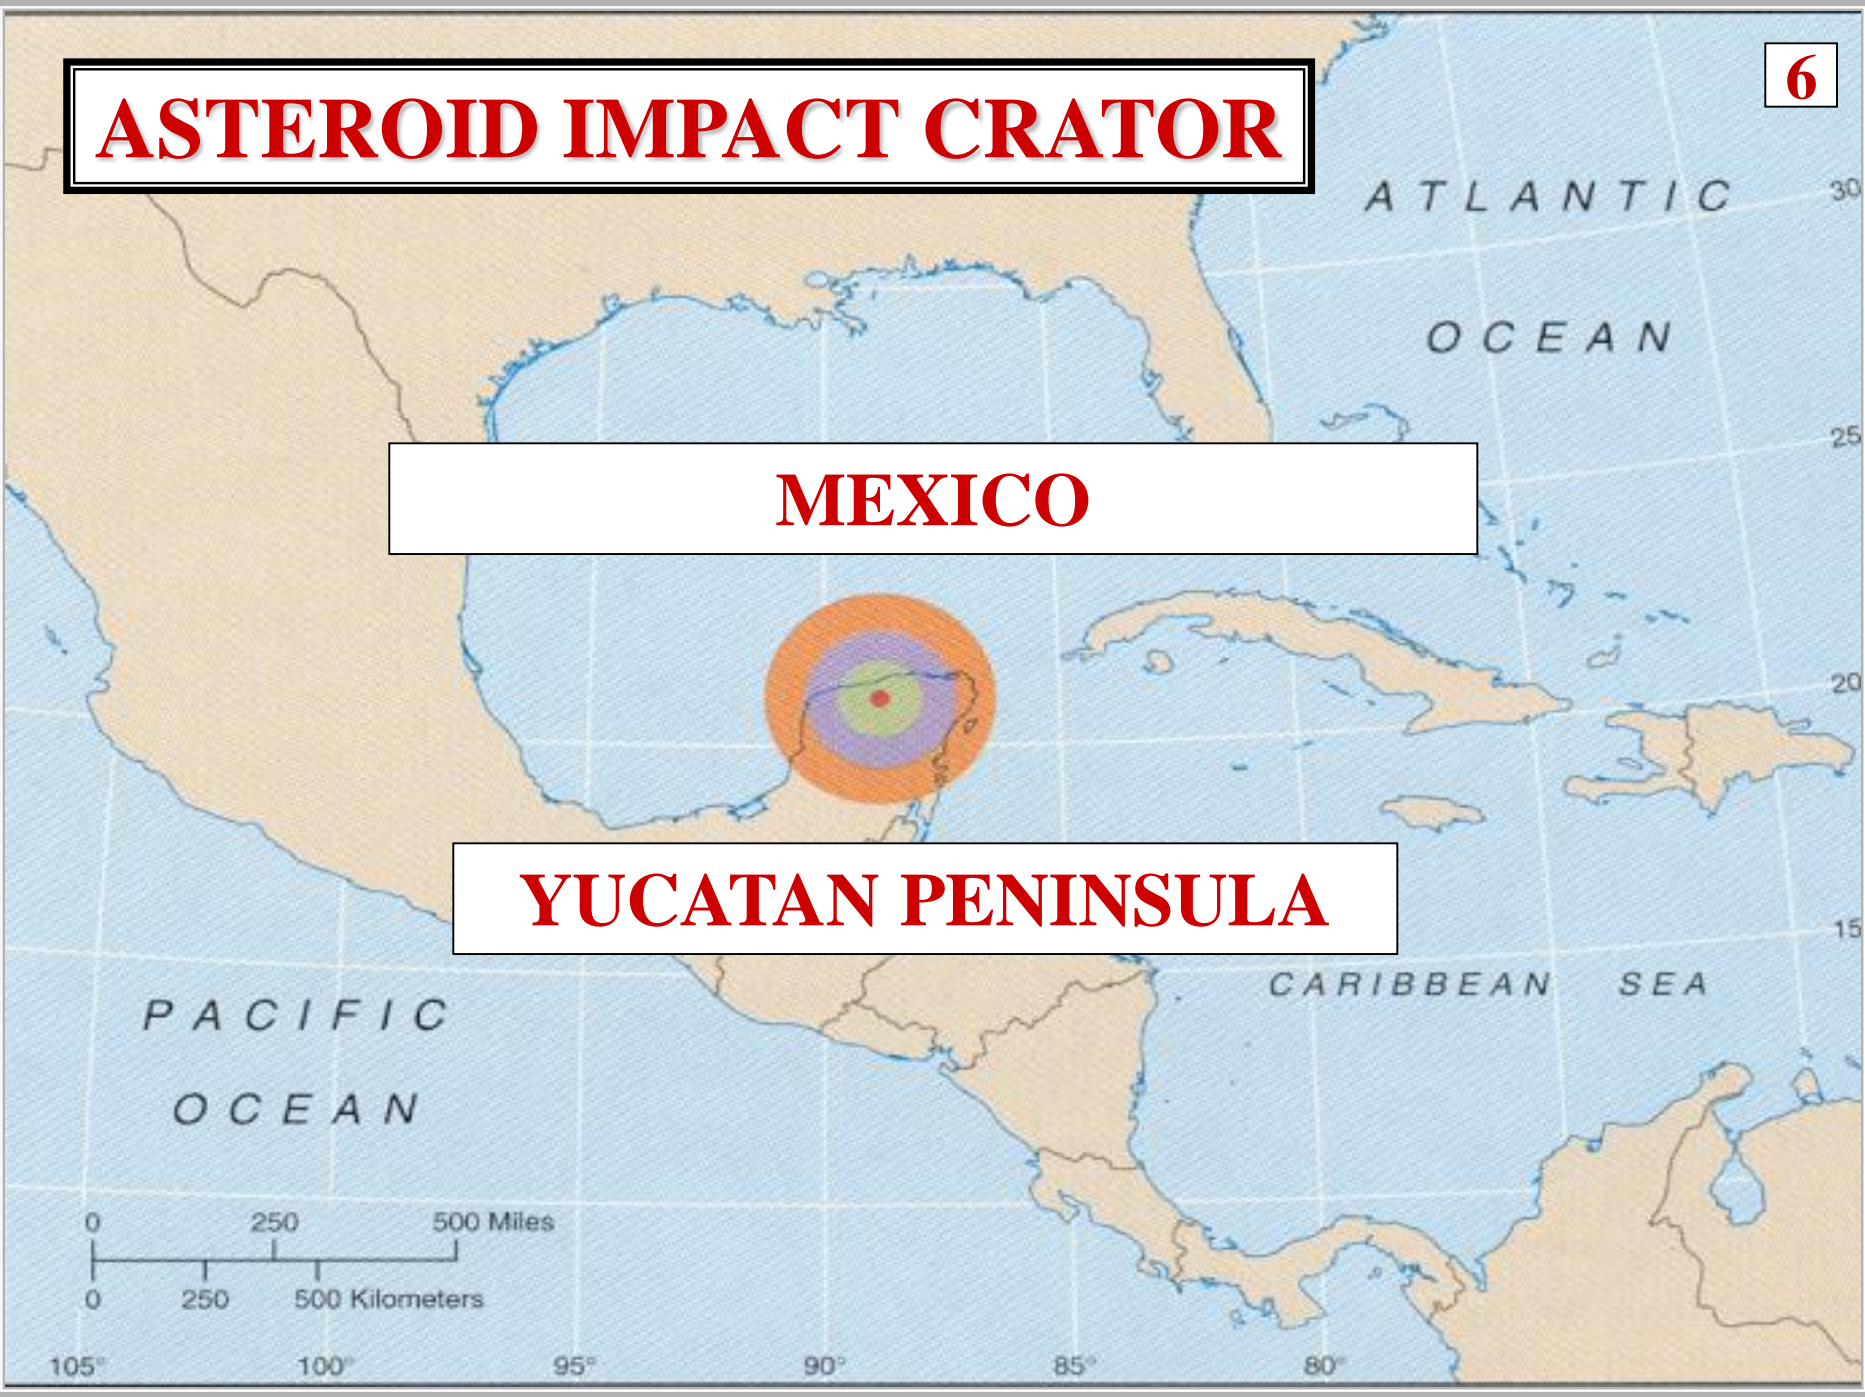 ASTEROID IMPACT CRATOR
6
ATLANTIC
30
OCEAN
25
MEXICO
20
YUCATAN PENINSULA
15
CARIBBEAN SEA
PACIFIC
OCEAN
0 250 500 Miles
0 250 500 Kilometers
105° 100° 95° 90° 85° 80°